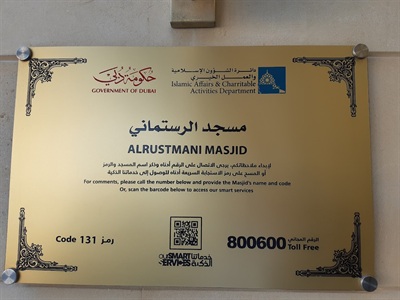 حكومة دبي
GOVERNMENT OF DUBAI
دائرة الشؤون الإسلامية
والعمل الخيري
Islamic Affairs & Charitable
Activities Department
مسجد الرستماني
ALRUSTMANI MASJID
لإبداء ملاحظاتكم، يرجى الاتصال على الرقم أدناه وذكر اسم المسجد والرمز
أو المسح على رمز الاستجابة السريعة أدناه للوصول إلى خدماتنا الذكية
For comments, please call the number below and provide the Masjid's name and code
Or, scan the barcode below to access our smart services
Code 131 رمز
OUR SMART SERVICES
خدماتنا الذكية
800600
الرقم المجاني
Toll Free